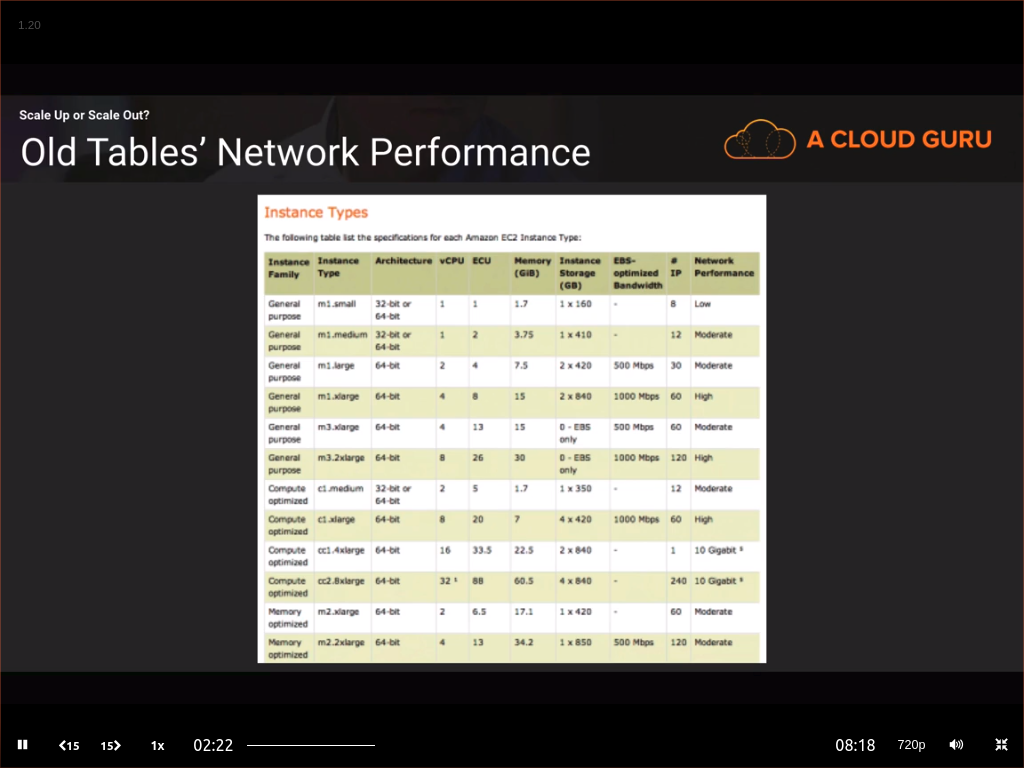 1.20
Scale Up or Scale Out?
Old Tables’ Network Performance
A CLOUD GURU
Instance Types
The following table list the specifications for each Amazon EC2 Instance Type:
Instance Family Instance Type Architecture vCPU ECU Memory (GiB) Instance Storage (GB) EBS-optimized Bandwidth # IP Network Performance
General purpose m1.small 32-bit or 64-bit 1 1 1.7 1 x 160 - 8 Low
General purpose m1.medium 32-bit or 64-bit 1 2 3.75 1 x 410 - 12 Moderate
General purpose m1.large 64-bit 2 4 7.5 2 x 420 500 Mbps 30 Moderate
General purpose m1.xlarge 64-bit 4 8 15 2 x 840 1000 Mbps 60 High
General purpose m3.xlarge 64-bit 4 13 15 0 - EBS only 500 Mbps 60 Moderate
General purpose m3.2xlarge 64-bit 8 26 30 0 - EBS only 1000 Mbps 120 High
Compute optimized c1.medium 32-bit or 64-bit 2 5 1.7 1 x 350 - 12 Moderate
Compute optimized c1.xlarge 64-bit 8 20 7 4 x 420 1000 Mbps 60 High
Compute optimized cc1.4xlarge 64-bit 16 33.5 22.5 2 x 840 - 1 10 Gigabit
Compute optimized cc2.8xlarge 64-bit 32 88 60.5 4 x 840 - 240 10 Gigabit
Memory optimized m2.xlarge 64-bit 2 6.5 17.1 1 x 420 - 60 Moderate
Memory optimized m2.2xlarge 64-bit 4 13 34.2 1 x 850 500 Mbps 120 Moderate
15 15 1x 02:22 08:18 720p